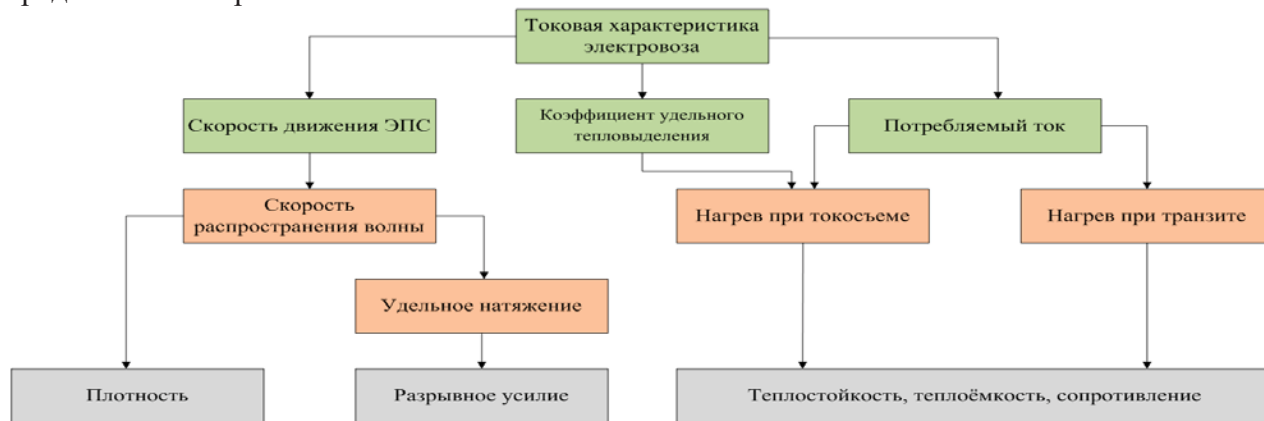 Токовая характеристика
электровоза
Скорость движения ЭПС
Коэффициент удельного
тепловыделения
Потребляемый ток
Скорость
распространения волны
Нагрев при токосъеме
Нагрев при транзите
Удельное натяжение
Плотность
Разрывное усилие
Теплостойкость, теплоёмкость, сопротивление